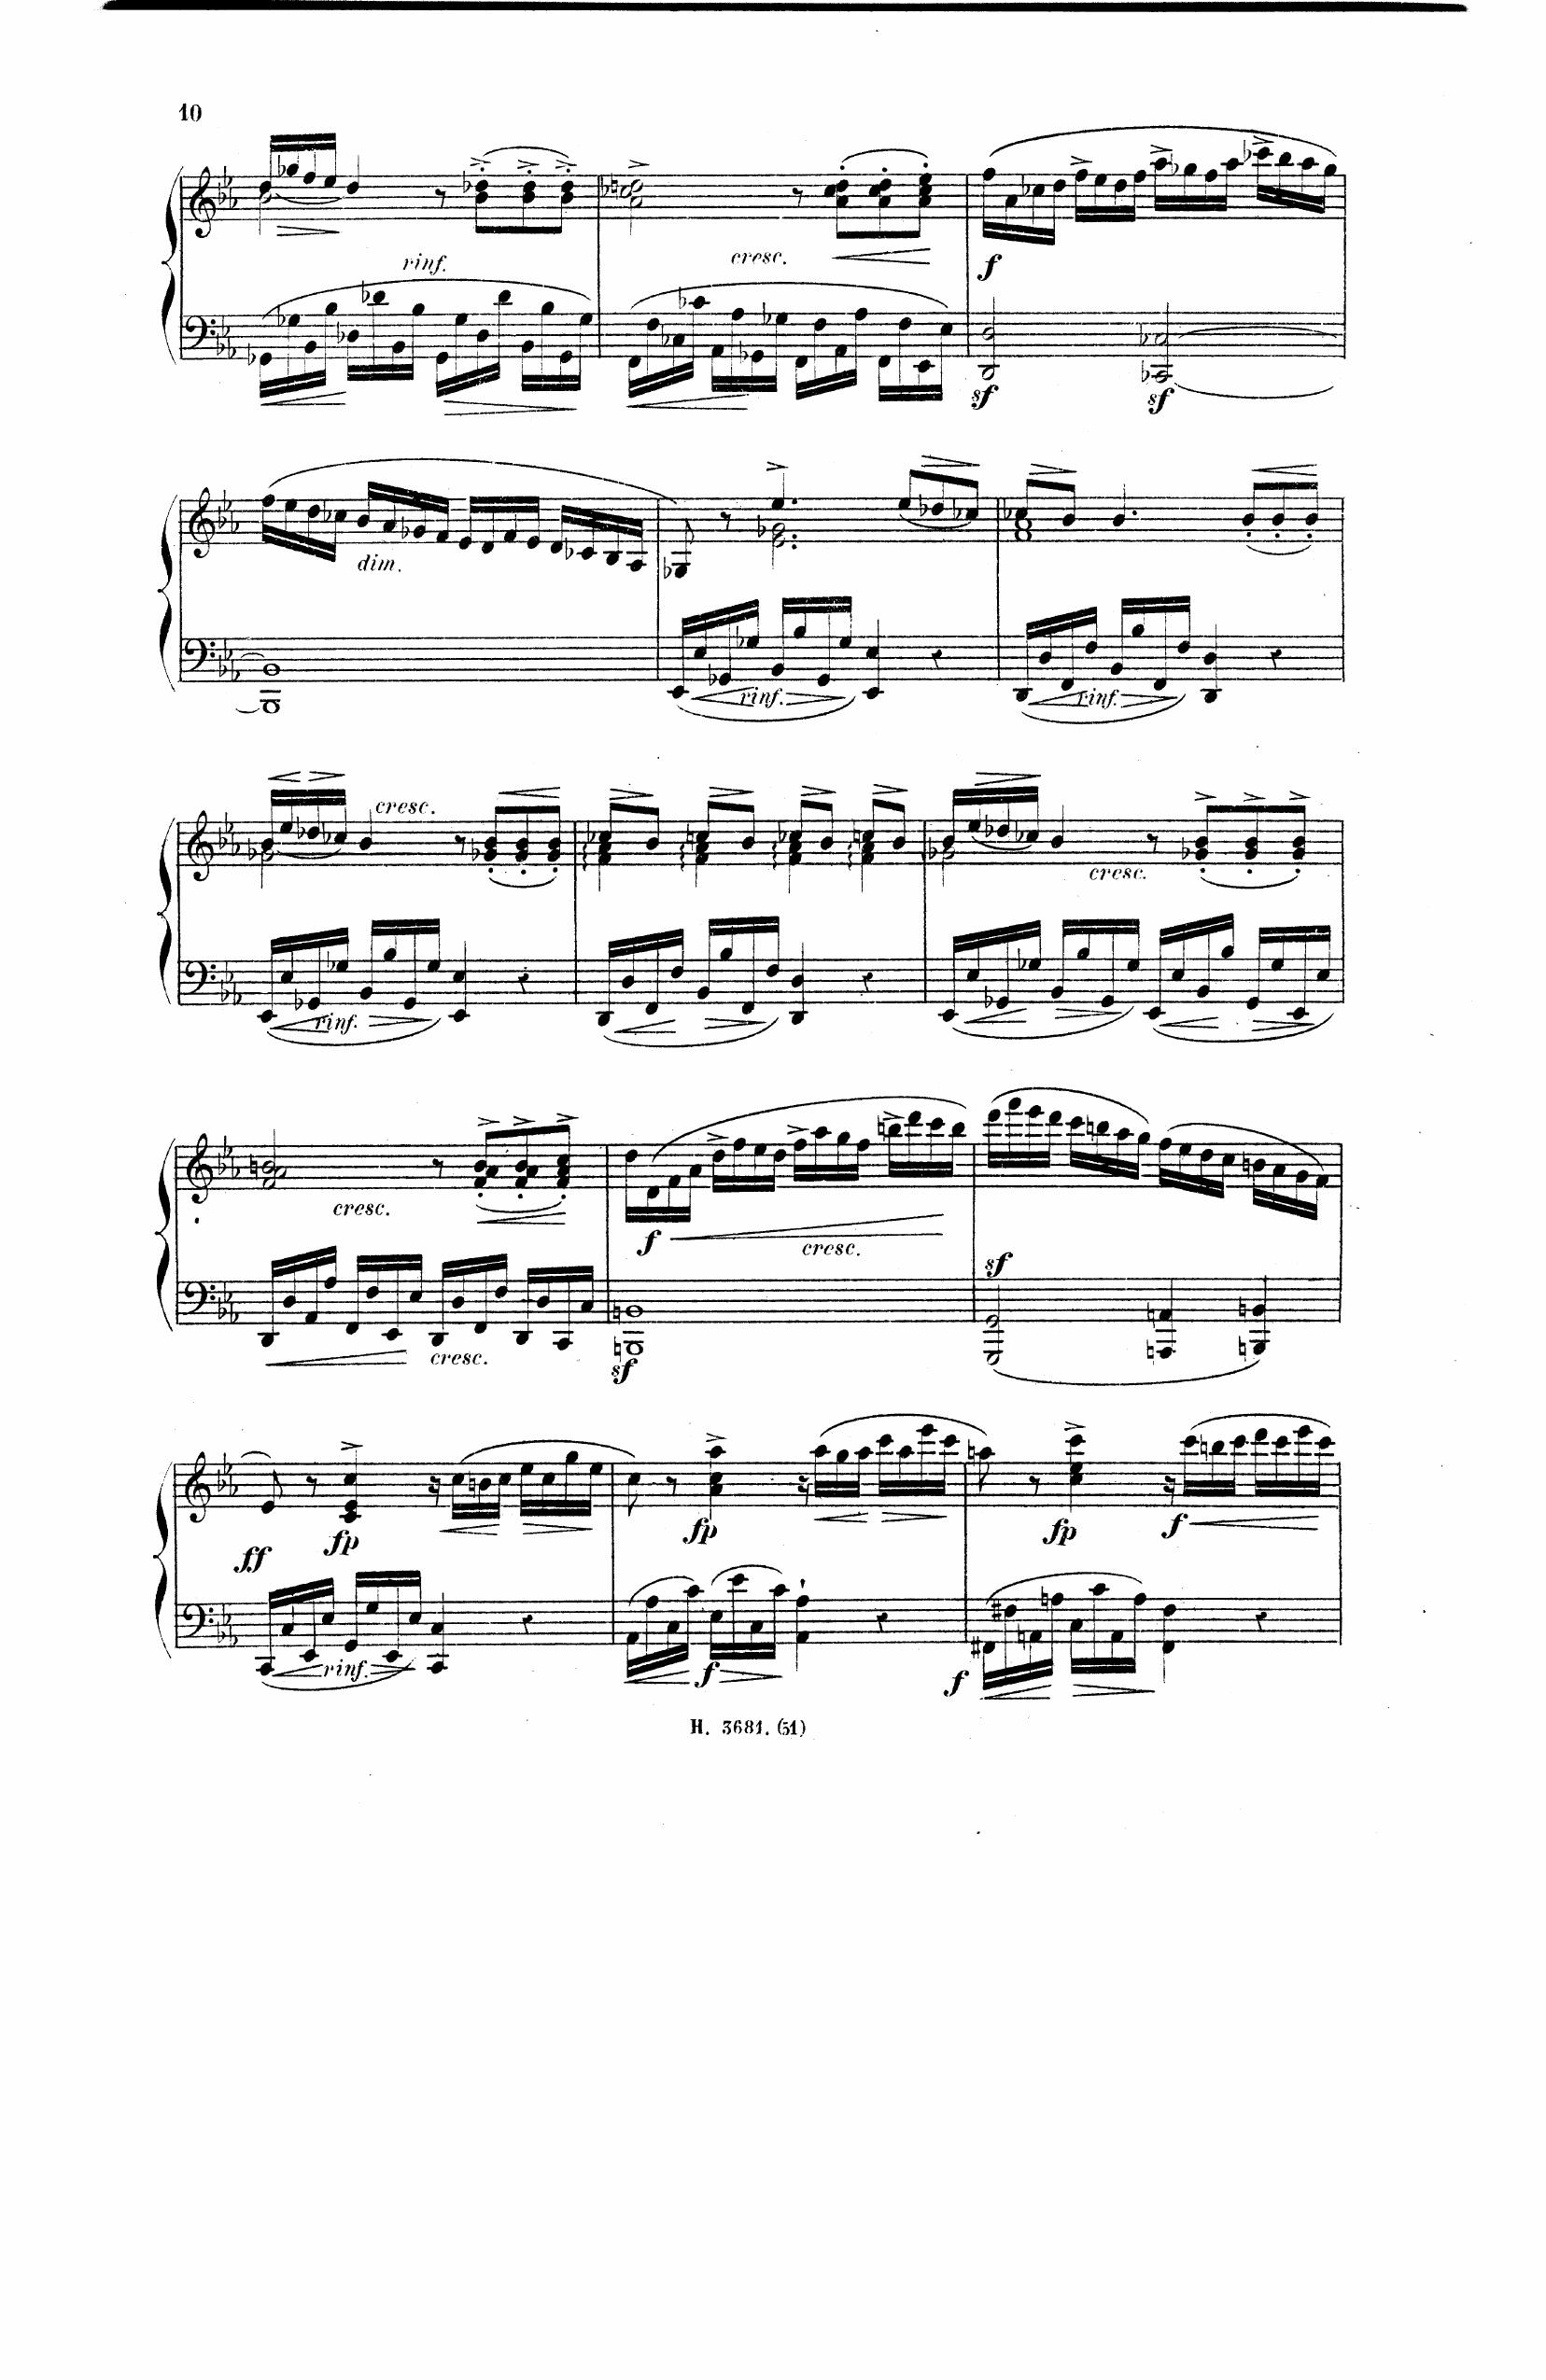 10
rinf.
cresc.
f
sf
sf
dim.
rinf.
rinf.
cresc.
cresc.
rinf.
cresc.
f
cresc.
cresc.
sf
sf
ff
fp
fp
fp
f
rinf.
f
f
H. 3681. (51)